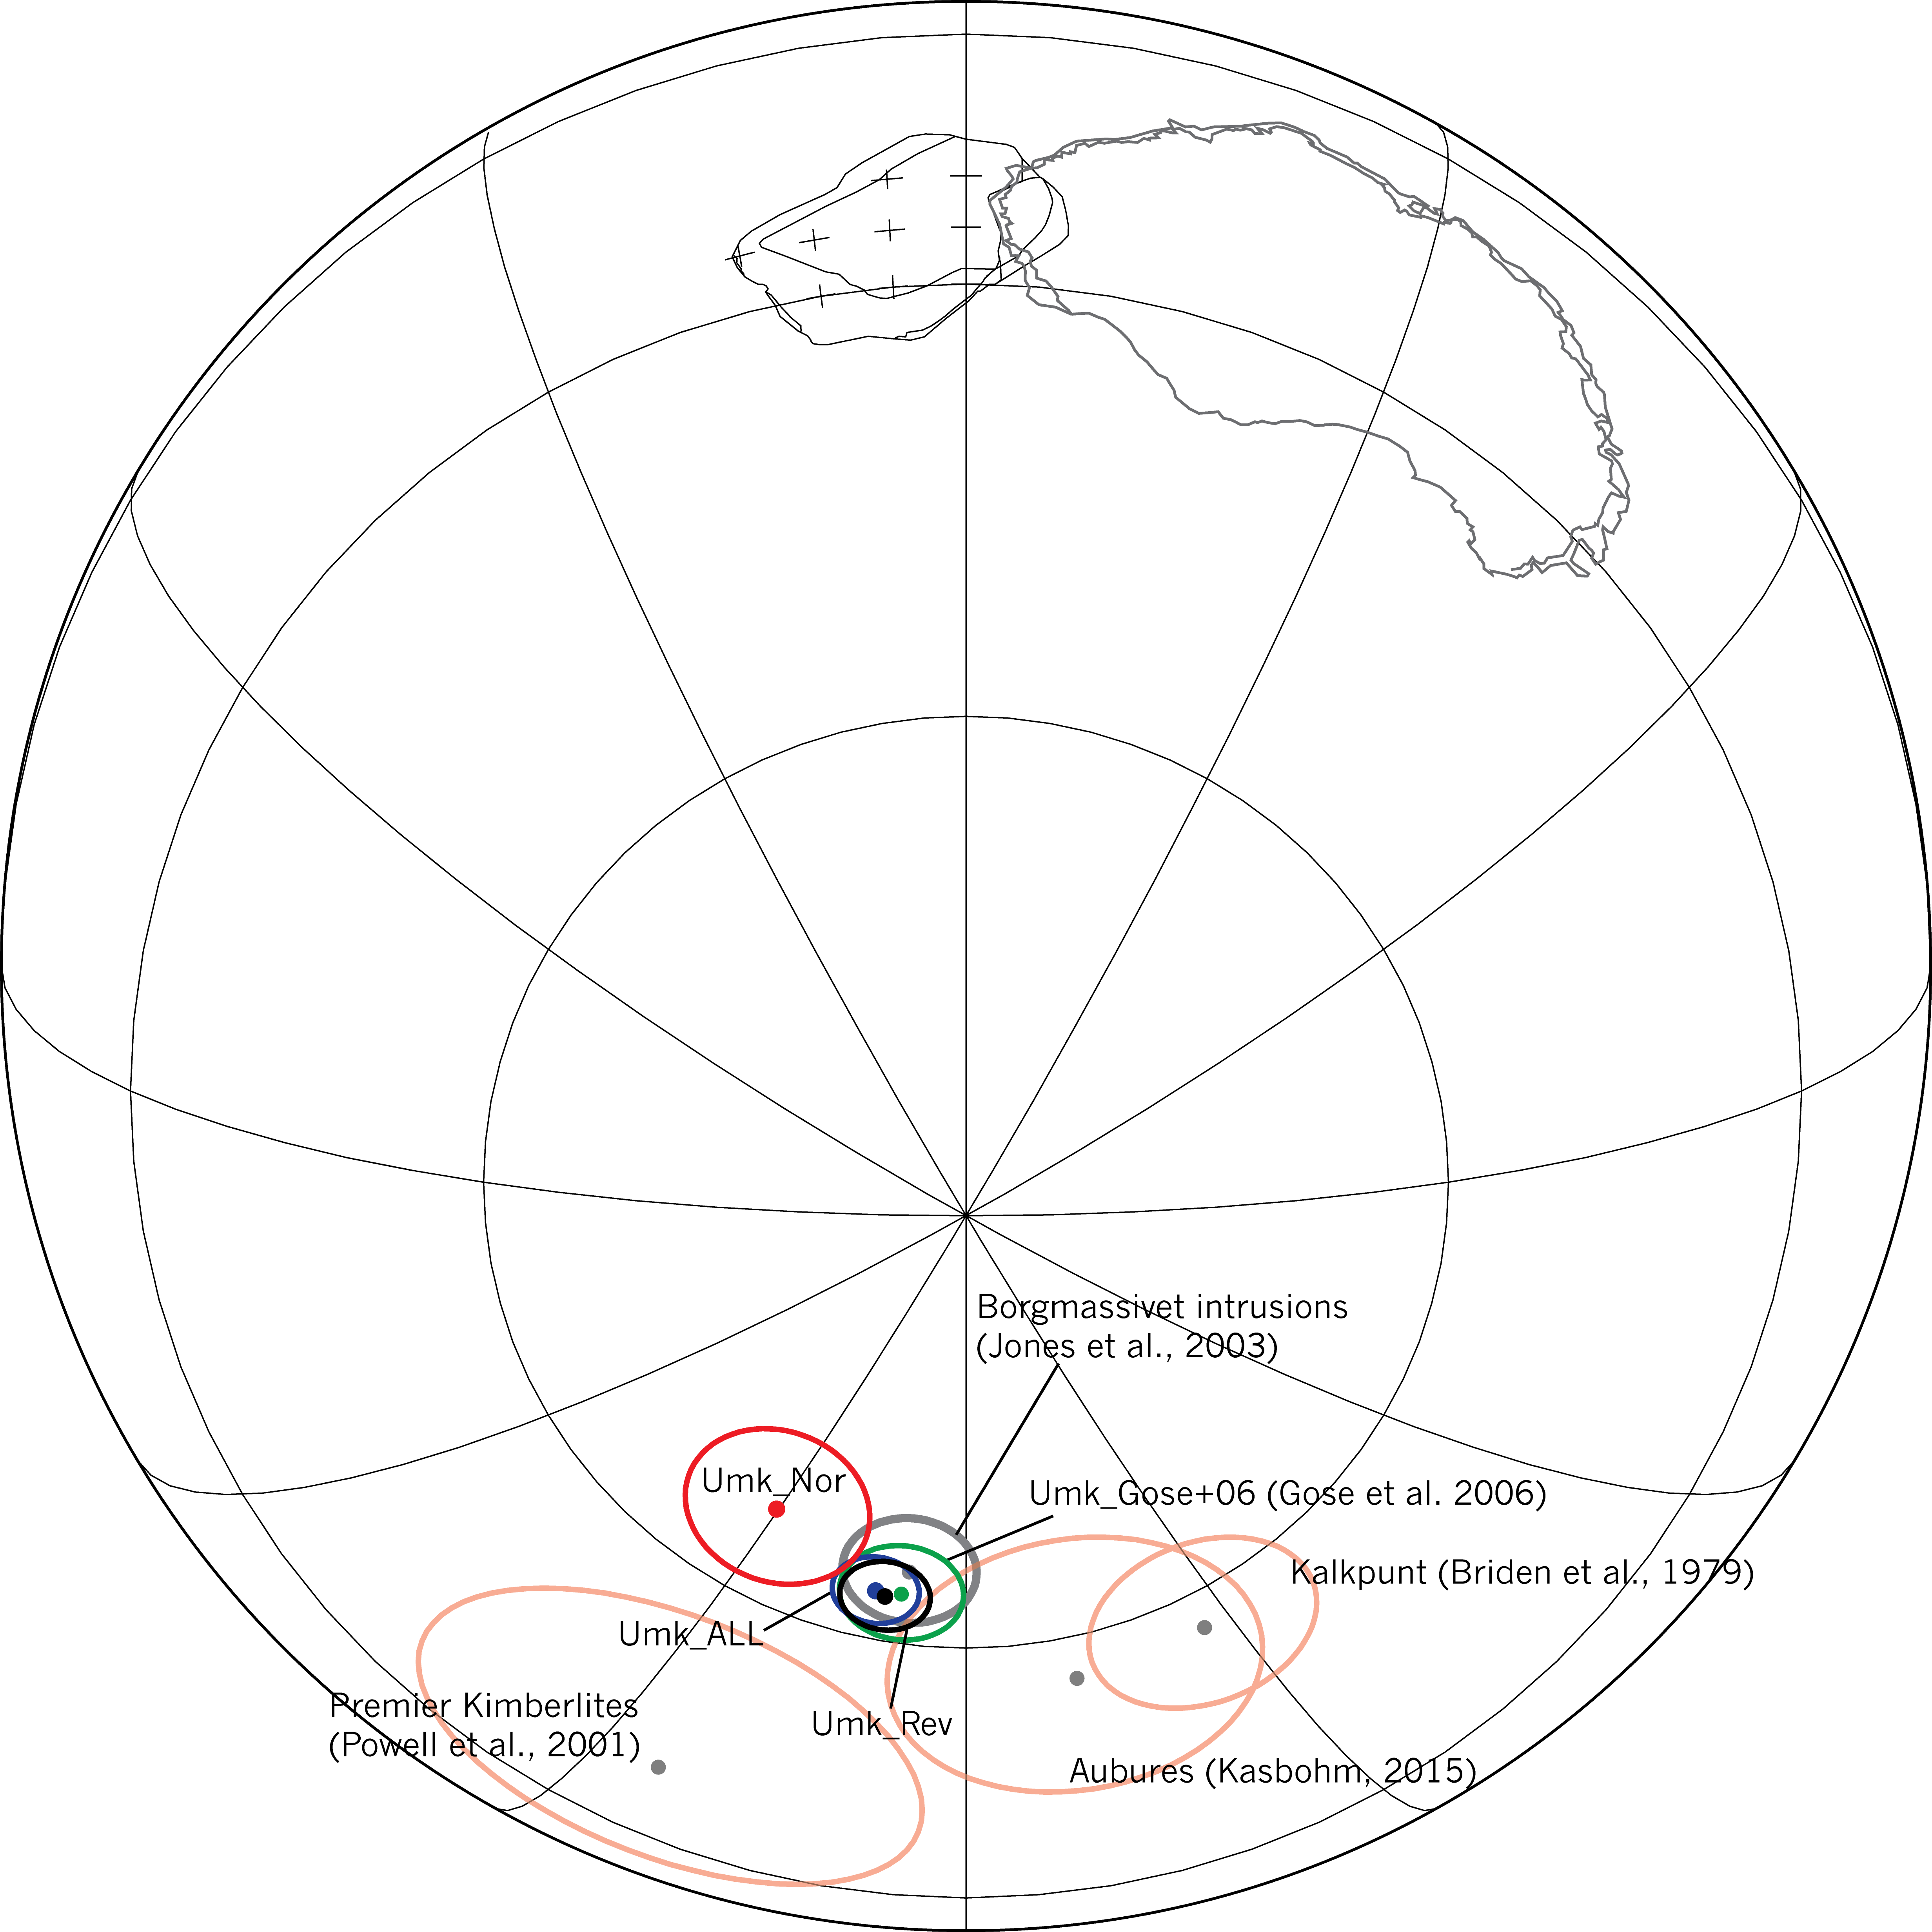 Borgmassivet intrusions
(Jones et al., 2003)
Umk_Nor
Umk_Gose+06 (Gose et al. 2006)
Kalkpunt (Briden et al., 1979)
Umk_ALL
Premier Kimberlites
(Powell et al., 2001)
Umk_Rev
Aubures (Kasbohm, 2015)